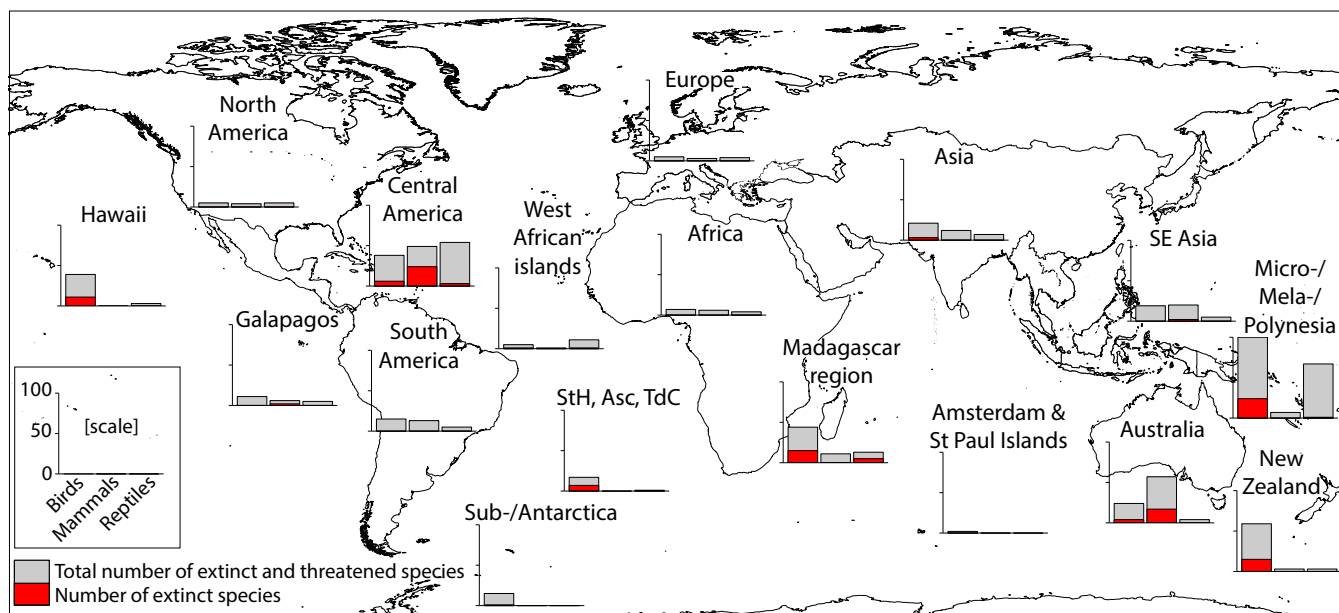 Europe
North
America
Asia
Central
America
Hawaii
West
African
islands
Africa
SE Asia
Micro-/
Mela-/
Polynesia
Galapagos
South
America
Madagascar
region
100
50
0
[scale]
Birds
Mammals
Reptiles
StH, Asc, TdC
Amsterdam &
St Paul Islands
Australia
New
Zealand
Sub-/Antarctica
Total number of extinct and threatened species
Number of extinct species